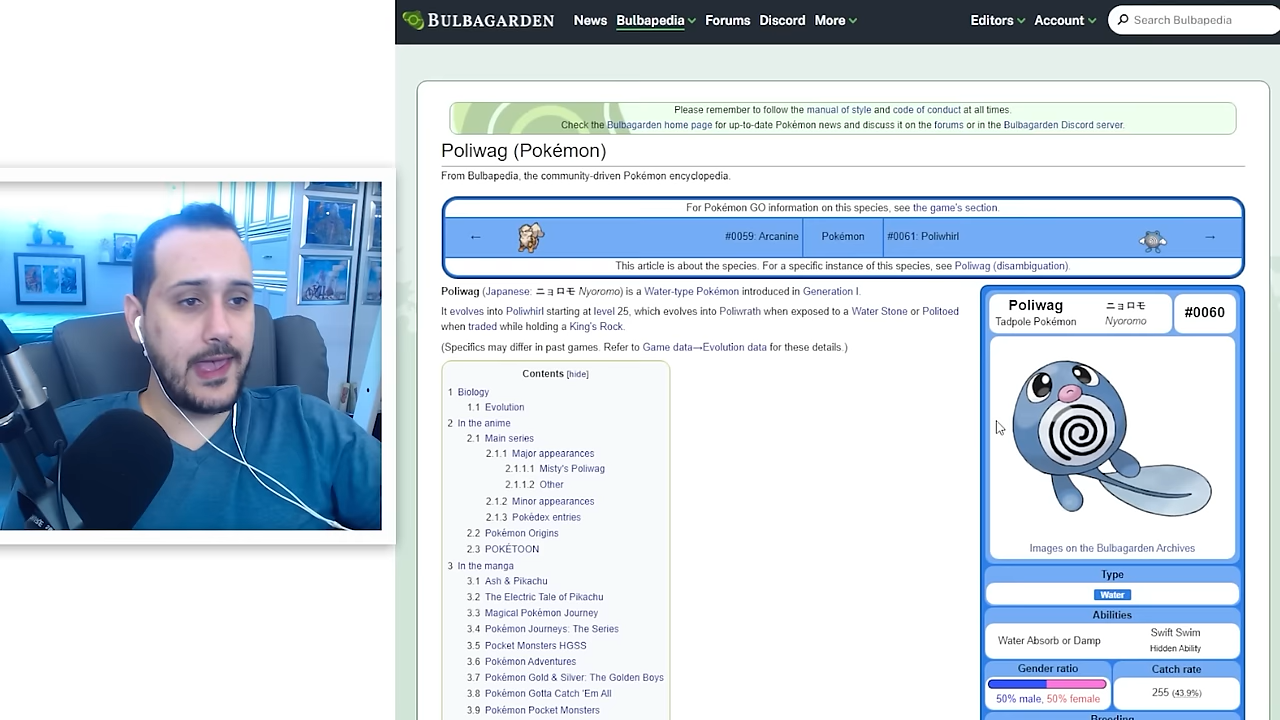 BULBAGARDEN News Bulbapedia Forums Discord More Editors Account Search Bulbapedia
Please remember to follow the manual of style and code of conduct at all times.
Check the Bulbagarden home page for up-to-date Pokémon news and discuss it on the forums or in the Bulbagarden Discord server.
Poliwag (Pokémon)
From Bulbapedia, the community-driven Pokémon encyclopedia.
For Pokémon GO information on this species, see the game's section.
← #0059: Arcanine Pokémon #0061: Poliwhirl →
This article is about the species. For a specific instance of this species, see Poliwag (disambiguation).
Poliwag (Japanese: ニョロモ Nyoromo) is a Water-type Pokémon introduced in Generation I.
It evolves into Poliwhirl starting at level 25, which evolves into Poliwrath when exposed to a Water Stone or Politoed
when traded while holding a King's Rock.
(Specifics may differ in past games. Refer to Game data→Evolution data for these details.)
Contents [hide]
1 Biology
1.1 Evolution
2 In the anime
2.1 Main series
2.1.1 Major appearances
2.1.1.1 Misty's Poliwag
2.1.1.2 Other
2.1.2 Minor appearances
2.1.3 Pokédex entries
2.2 Pokémon Origins
2.3 POKÉTOON
3 In the manga
3.1 Ash & Pikachu
3.2 The Electric Tale of Pikachu
3.3 Magical Pokémon Journey
3.4 Pokémon Journeys: The Series
3.5 Pocket Monsters HGSS
3.6 Pokémon Adventures
3.7 Pokémon Gold & Silver: The Golden Boys
3.8 Pokémon Gotta Catch 'Em All
3.9 Pokémon Pocket Monsters
Poliwag
Tadpole Pokémon
ニョロモ
Nyoromo
#0060
Images on the Bulbagarden Archives
Type
Water
Abilities
Water Absorb or Damp
Swift Swim
Hidden Ability
Gender ratio
50% male, 50% female
Catch rate
255 (43.9%)
Breeding